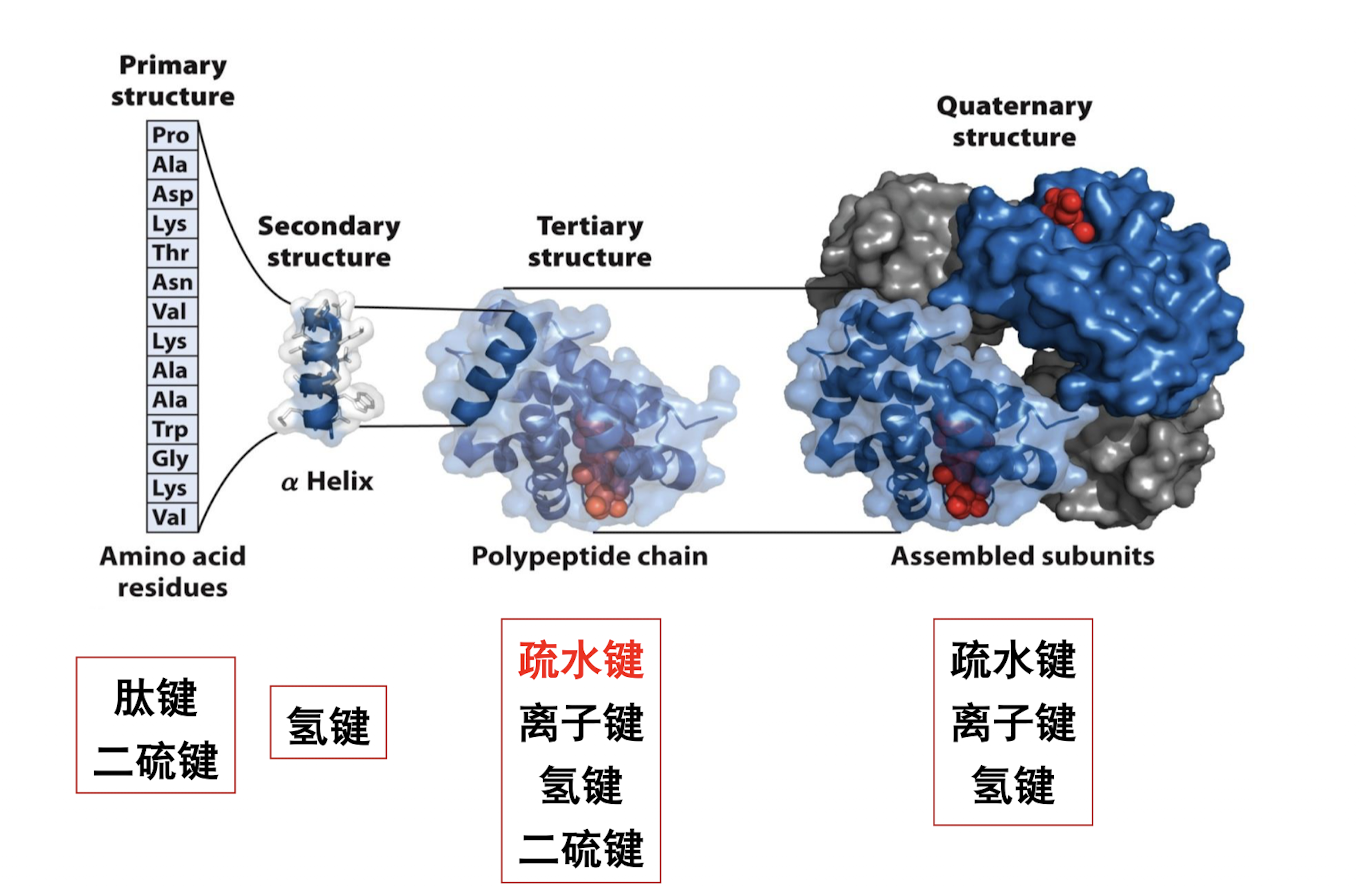 Primary
structure
Pro
Ala
Asp
Lys
Thr
Asn
Val
Lys
Ala
Ala
Trp
Gly
Lys
Val
Amino acid
residues
Secondary
structure
α Helix
Tertiary
structure
Polypeptide chain
Quaternary
structure
Assembled subunits
肽键
二硫键
氢键
疏水键
离子键
氢键
二硫键
疏水键
离子键
氢键